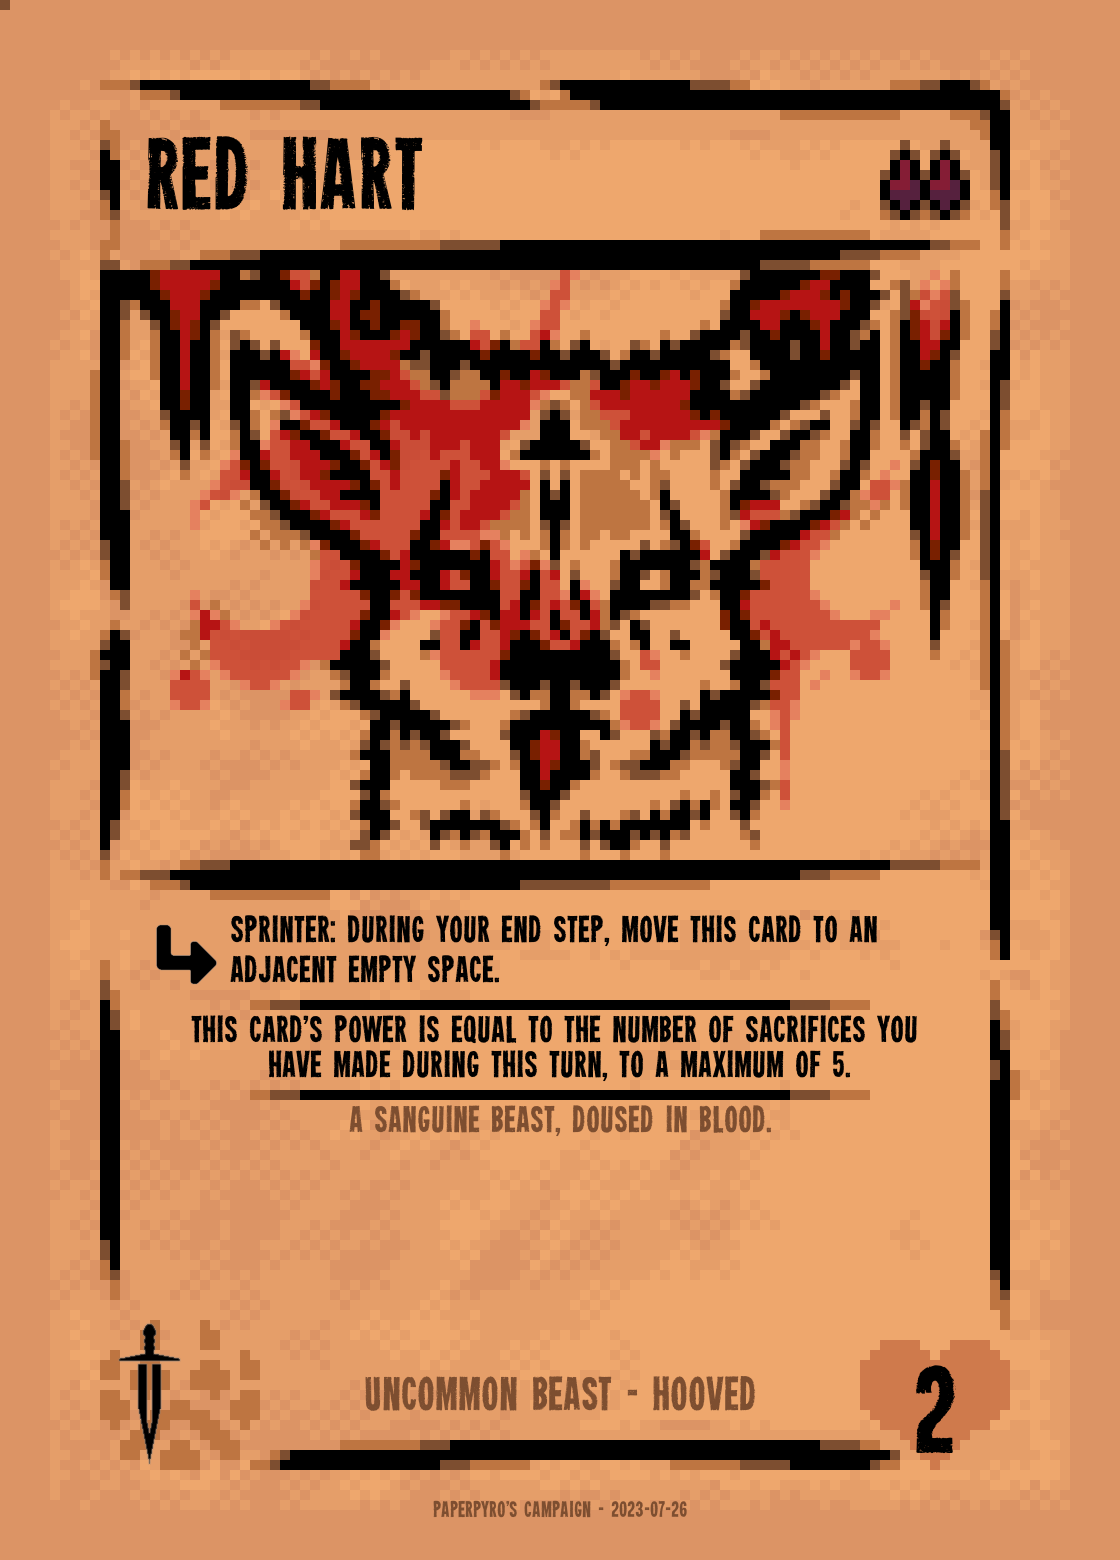 RED HART
SPRINTER: DURING YOUR END STEP, MOVE THIS CARD TO AN
ADJACENT EMPTY SPACE.
THIS CARD'S POWER IS EQUAL TO THE NUMBER OF SACRIFICES YOU
HAVE MADE DURING THIS TURN, TO A MAXIMUM OF 5.
A SANGUINE BEAST, DOUSED IN BLOOD.
UNCOMMON BEAST - HOOVED
2
PAPERPYRO'S CAMPAIGN - 2023-07-26